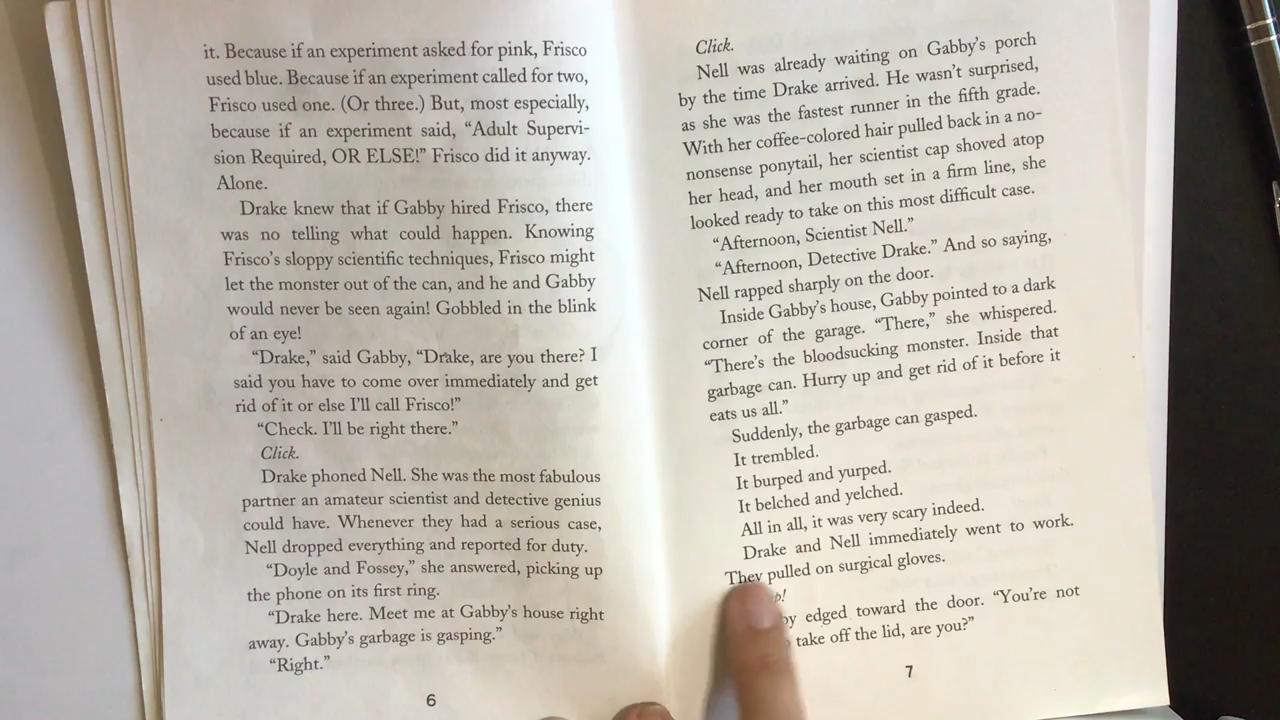 it. Because if an experiment asked for pink, Frisco
used blue. Because if an experiment called for two,
Frisco used one. (Or three.) But, most especially,
because if an experiment said, “Adult Supervi-
sion Required, OR ELSE!” Frisco did it anyway.
Alone.
Drake knew that if Gabby hired Frisco, there
was no telling what could happen. Knowing
Frisco’s sloppy scientific techniques, Frisco might
let the monster out of the can, and he and Gabby
would never be seen again! Gobbled in the blink
of an eye!
“Drake,” said Gabby, “Drake, are you there? I
said you have to come over immediately and get
rid of it or else I’ll call Frisco!”
“Check. I’ll be right there.”
Click.
Drake phoned Nell. She was the most fabulous
partner an amateur scientist and detective genius
could have. Whenever they had a serious case,
Nell dropped everything and reported for duty.
“Doyle and Fossey,” she answered, picking up
the phone on its first ring.
“Drake here. Meet me at Gabby’s house right
away. Gabby’s garbage is gasping.”
“Right.”
6
Click.
Nell was already waiting on Gabby’s porch
by the time Drake arrived. He wasn’t surprised,
as she was the fastest runner in the fifth grade.
With her coffee-colored hair pulled back in a no-
nonsense ponytail, her scientist cap shoved atop
her head, and her mouth set in a firm line, she
looked ready to take on this most difficult case.
“Afternoon, Scientist Nell.”
“Afternoon, Detective Drake.” And so saying,
Nell rapped sharply on the door.
Inside Gabby’s house, Gabby pointed to a dark
corner of the garage. “There,” she whispered.
“There’s the bloodsucking monster. Inside that
garbage can. Hurry up and get rid of it before it
eats us all.”
Suddenly, the garbage can gasped.
It trembled.
It burped and yurped.
It belched and yelched.
All in all, it was very scary indeed.
Drake and Nell immediately went to work.
They pulled on surgical gloves.
edged toward the door. “You’re not
take off the lid, are you?”
7